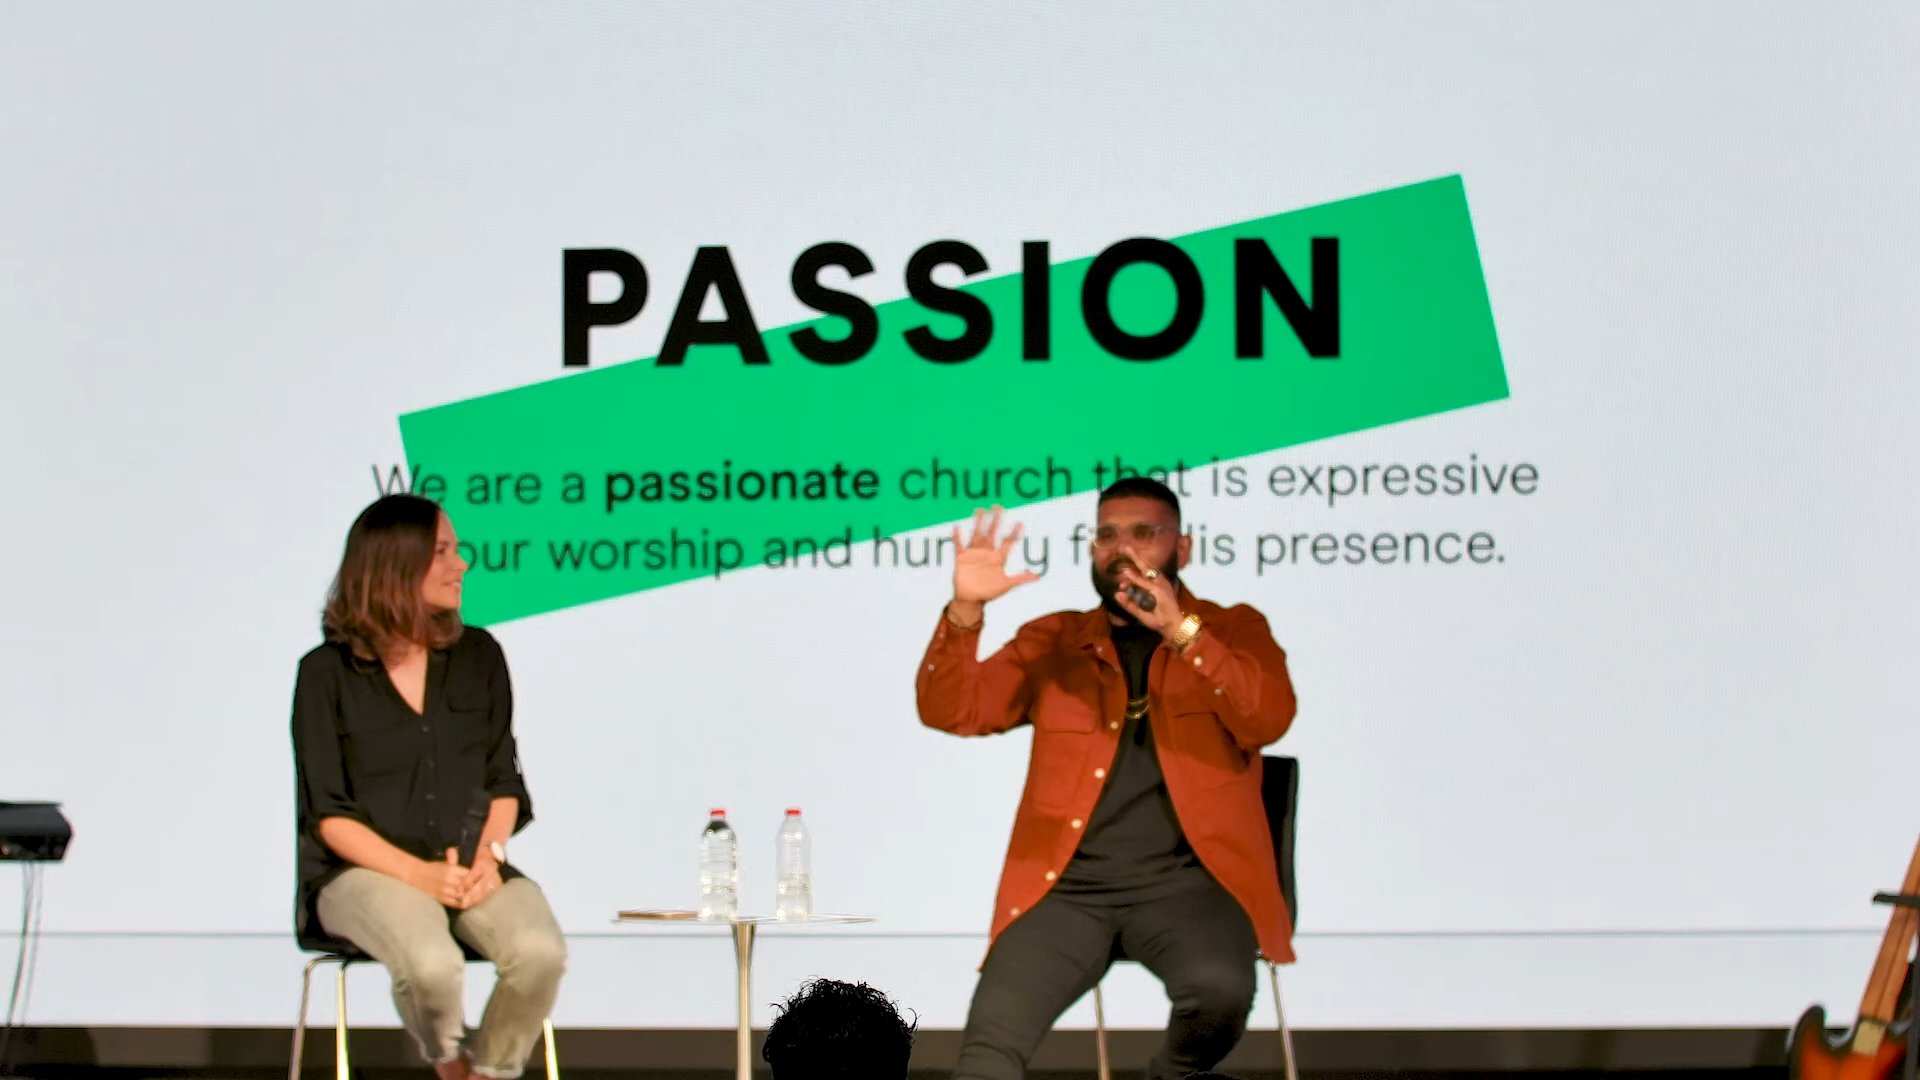 PASSION
We are a passionate church that is expressive
our worship and hungry for His presence.